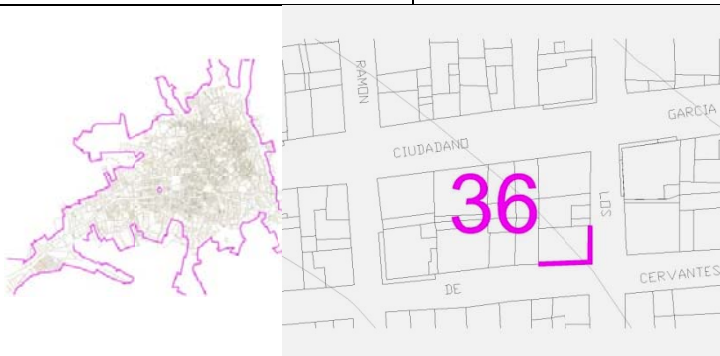 RAMON
GARCIA
CIUDADANO
36
LOS
CERVANTES
DE